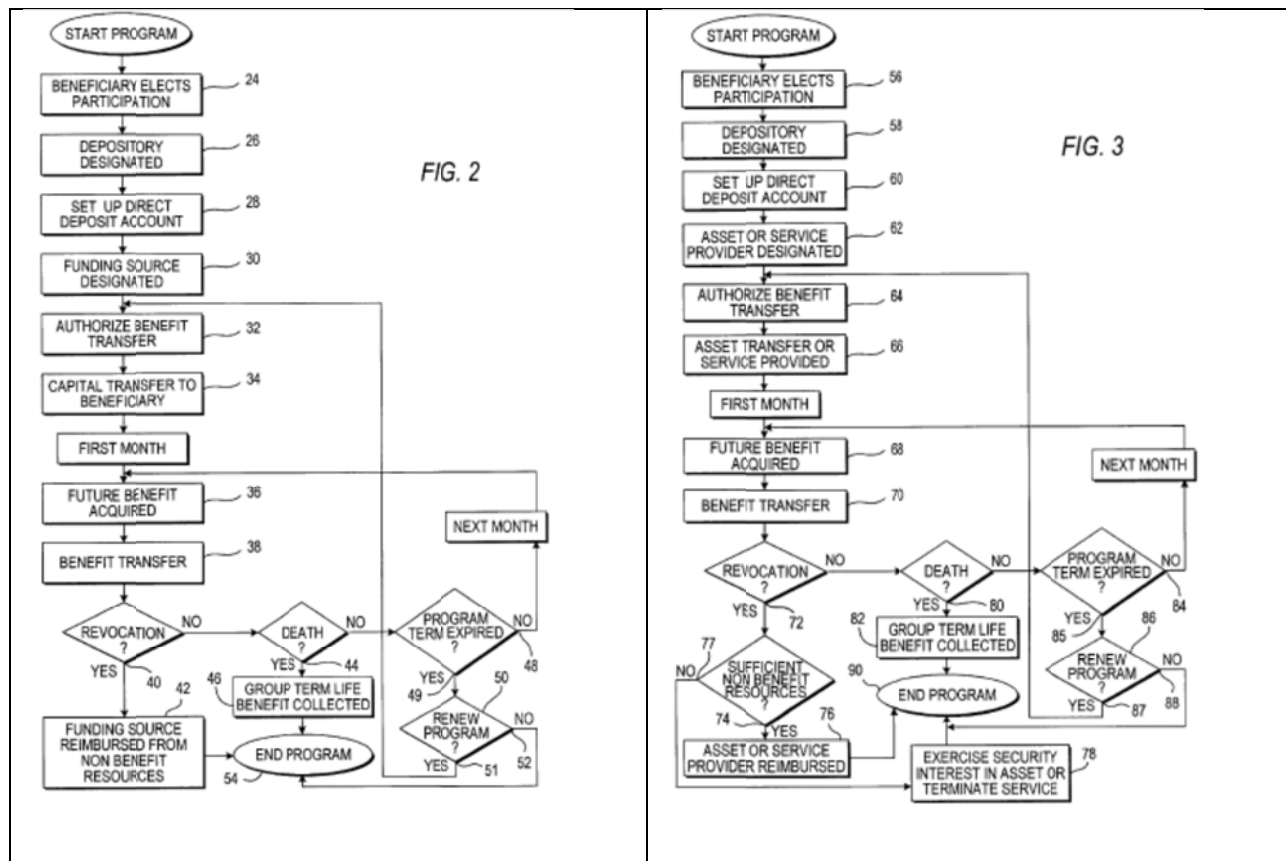 START PROGRAM
24
BENEFICIARY ELECTS
PARTICIPATION
26
DEPOSITORY
DESIGNATED
FIG. 2
28
SET UP DIRECT
DEPOSIT ACCOUNT
30
FUNDING SOURCE
DESIGNATED
32
AUTHORIZE BENEFIT
TRANSFER
34
CAPITAL TRANSFER TO
BENEFICIARY
FIRST MONTH
36
FUTURE BENEFIT
ACQUIRED
NEXT MONTH
38
BENEFIT TRANSFER
REVOCATION
?
NO
YES
40
DEATH
?
NO
YES
44
PROGRAM
TERM EXPIRED
?
NO
48
YES
49
42
FUNDING SOURCE
REIMBURSED FROM
NON BENEFIT
RESOURCES
46
GROUP TERM LIFE
BENEFIT COLLECTED
50
RENEW
PROGRAM
?
NO
52
YES
51
END PROGRAM
54
START PROGRAM
56
BENEFICIARY ELECTS
PARTICIPATION
58
DEPOSITORY
DESIGNATED
FIG. 3
60
SET UP DIRECT
DEPOSIT ACCOUNT
62
ASSET OR SERVICE
PROVIDER DESIGNATED
64
AUTHORIZE BENEFIT
TRANSFER
66
ASSET TRANSFER OR
SERVICE PROVIDED
FIRST MONTH
68
FUTURE BENEFIT
ACQUIRED
NEXT MONTH
70
BENEFIT TRANSFER
REVOCATION
?
NO
YES
72
DEATH
?
NO
YES
80
PROGRAM
TERM EXPIRED
?
NO
84
YES
85
77
NO
SUFFICIENT
NON BENEFIT
RESOURCES
?
74
YES
82
GROUP TERM LIFE
BENEFIT COLLECTED
86
RENEW
PROGRAM
?
NO
88
YES
87
90
END PROGRAM
76
ASSET OR SERVICE
PROVIDER REIMBURSED
EXERCISE SECURITY
INTEREST IN ASSET OR
TERMINATE SERVICE
78